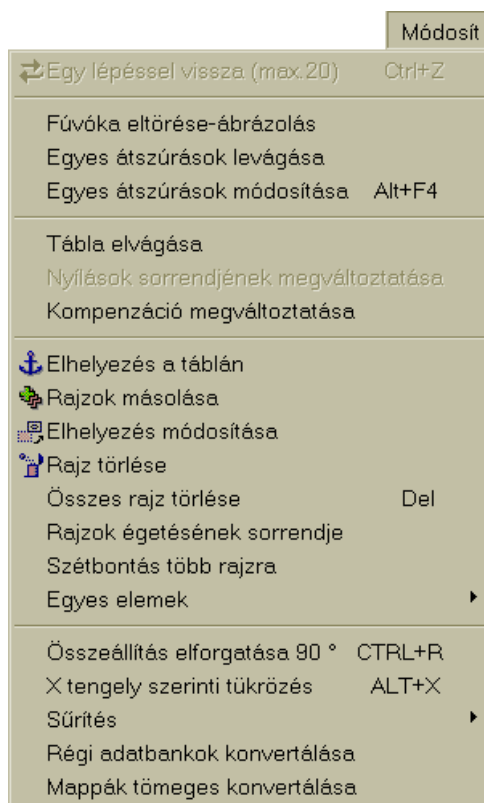 Módosít
Egy lépéssel vissza (max.20) Ctrl+Z
Fúvóka eltörése-ábrázolás
Egyes átszúrások levágása
Egyes átszúrások módosítása Alt+F4
Tábla elvágása
Nyílások sorrendjének megváltoztatása
Kompenzáció megváltoztatása
Elhelyezés a táblán
Rajzok másolása
Elhelyezés módosítása
Rajz törlése
Összes rajz törlése Del
Rajzok égetésének sorrendje
Szétbontás több rajzra
Egyes elemek
Összeállítás elforgatása 90 ° CTRL+R
X tengely szerinti tükrözés ALT+X
Sűrítés
Régi adatbankok konvertálása
Mappák tömeges konvertálása